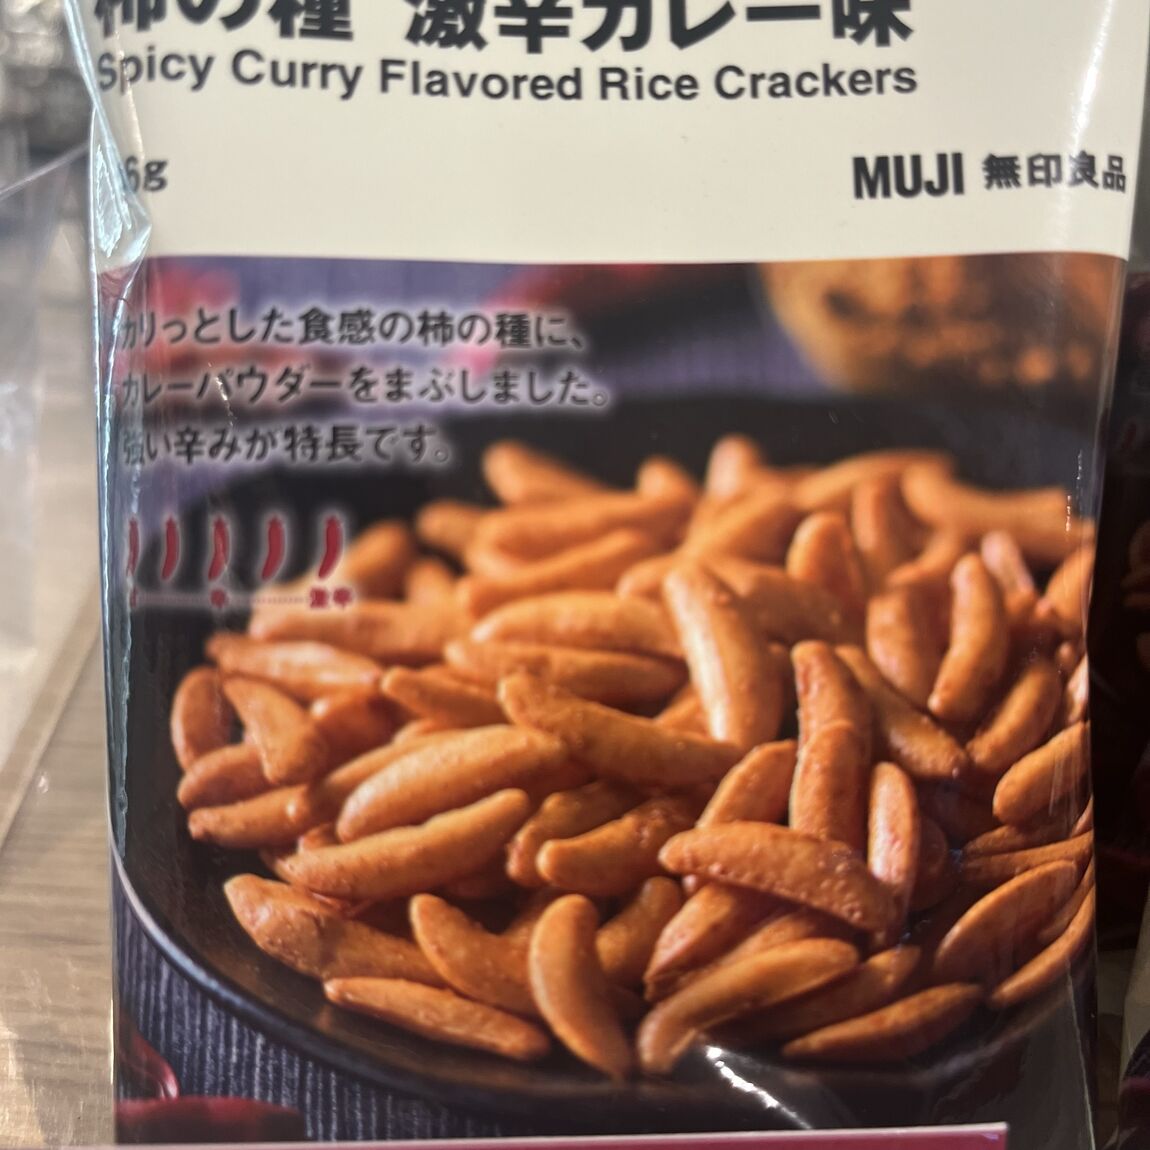 柿の種 激辛カレー味
Spicy Curry Flavored Rice Crackers
6g
MUJI 無印良品
カリっとした食感の柿の種に、
カレーパウダーをまぶしました。
強い辛みが特長です。
辛 激辛